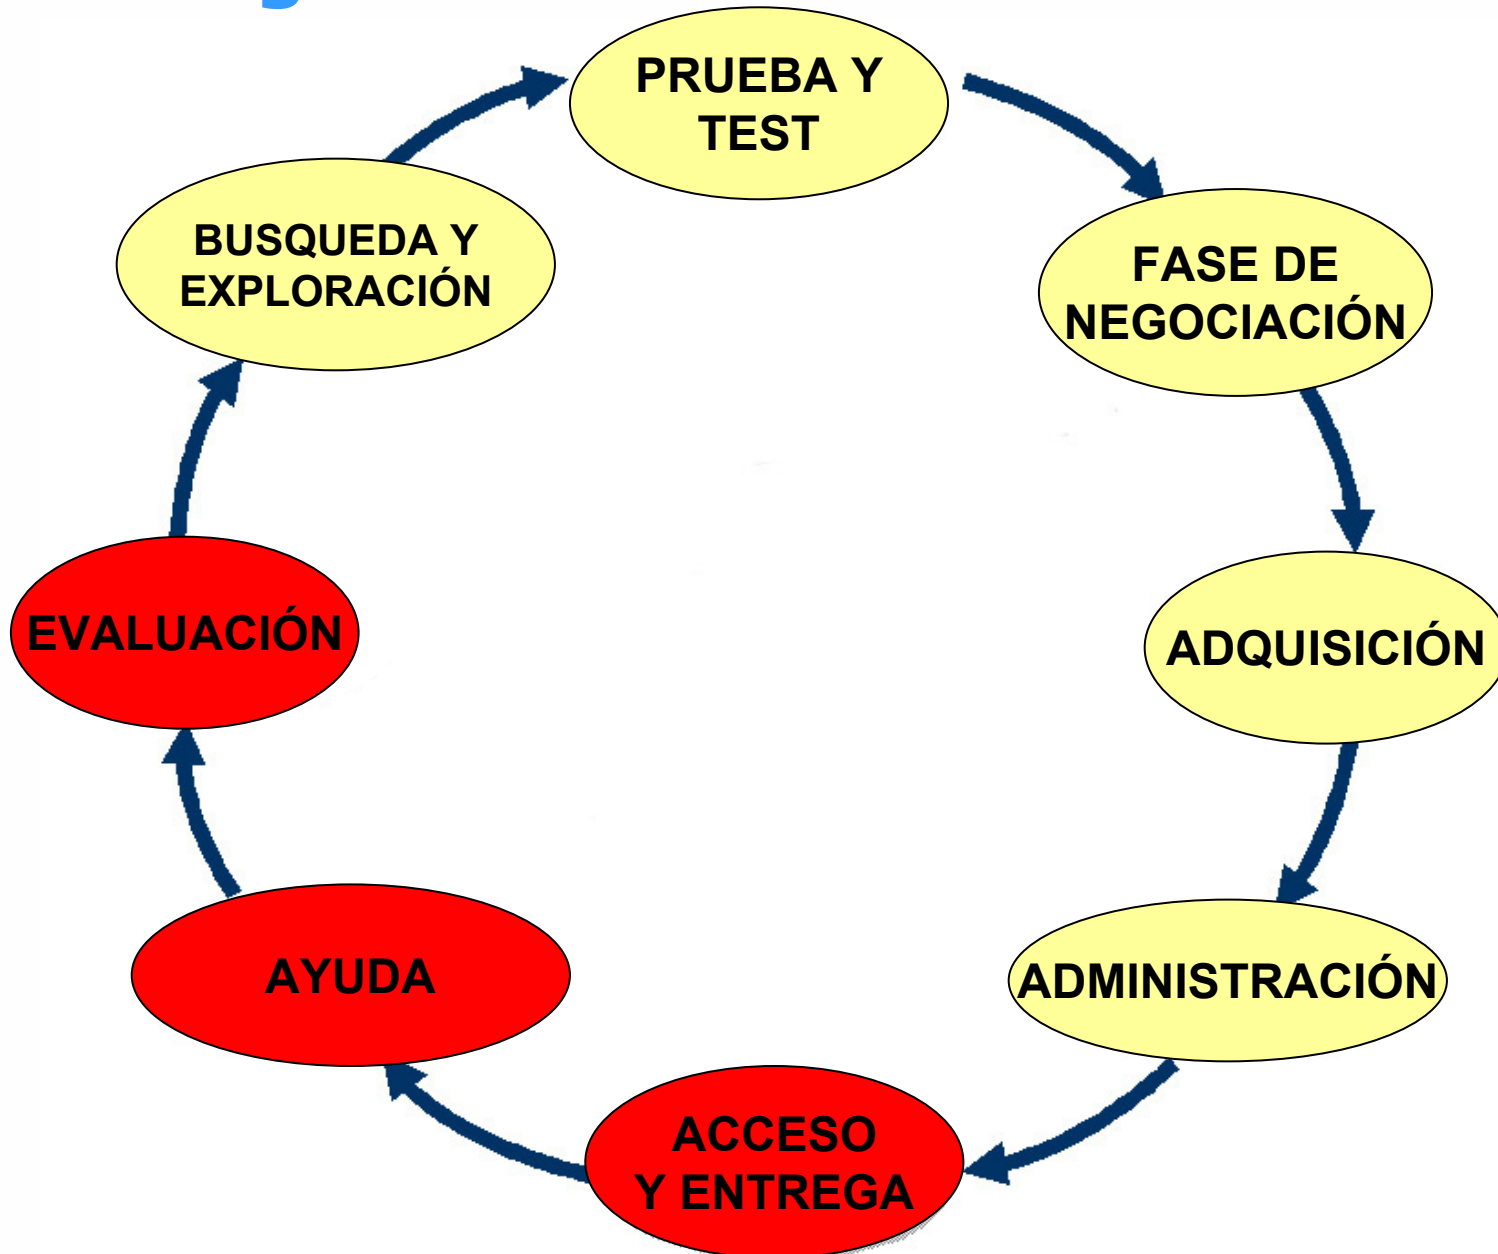 PRUEBA Y
TEST
BUSQUEDA Y
EXPLORACIÓN
FASE DE
NEGOCIACIÓN
EVALUACIÓN
ADQUISICIÓN
AYUDA
ADMINISTRACIÓN
ACCESO
Y ENTREGA